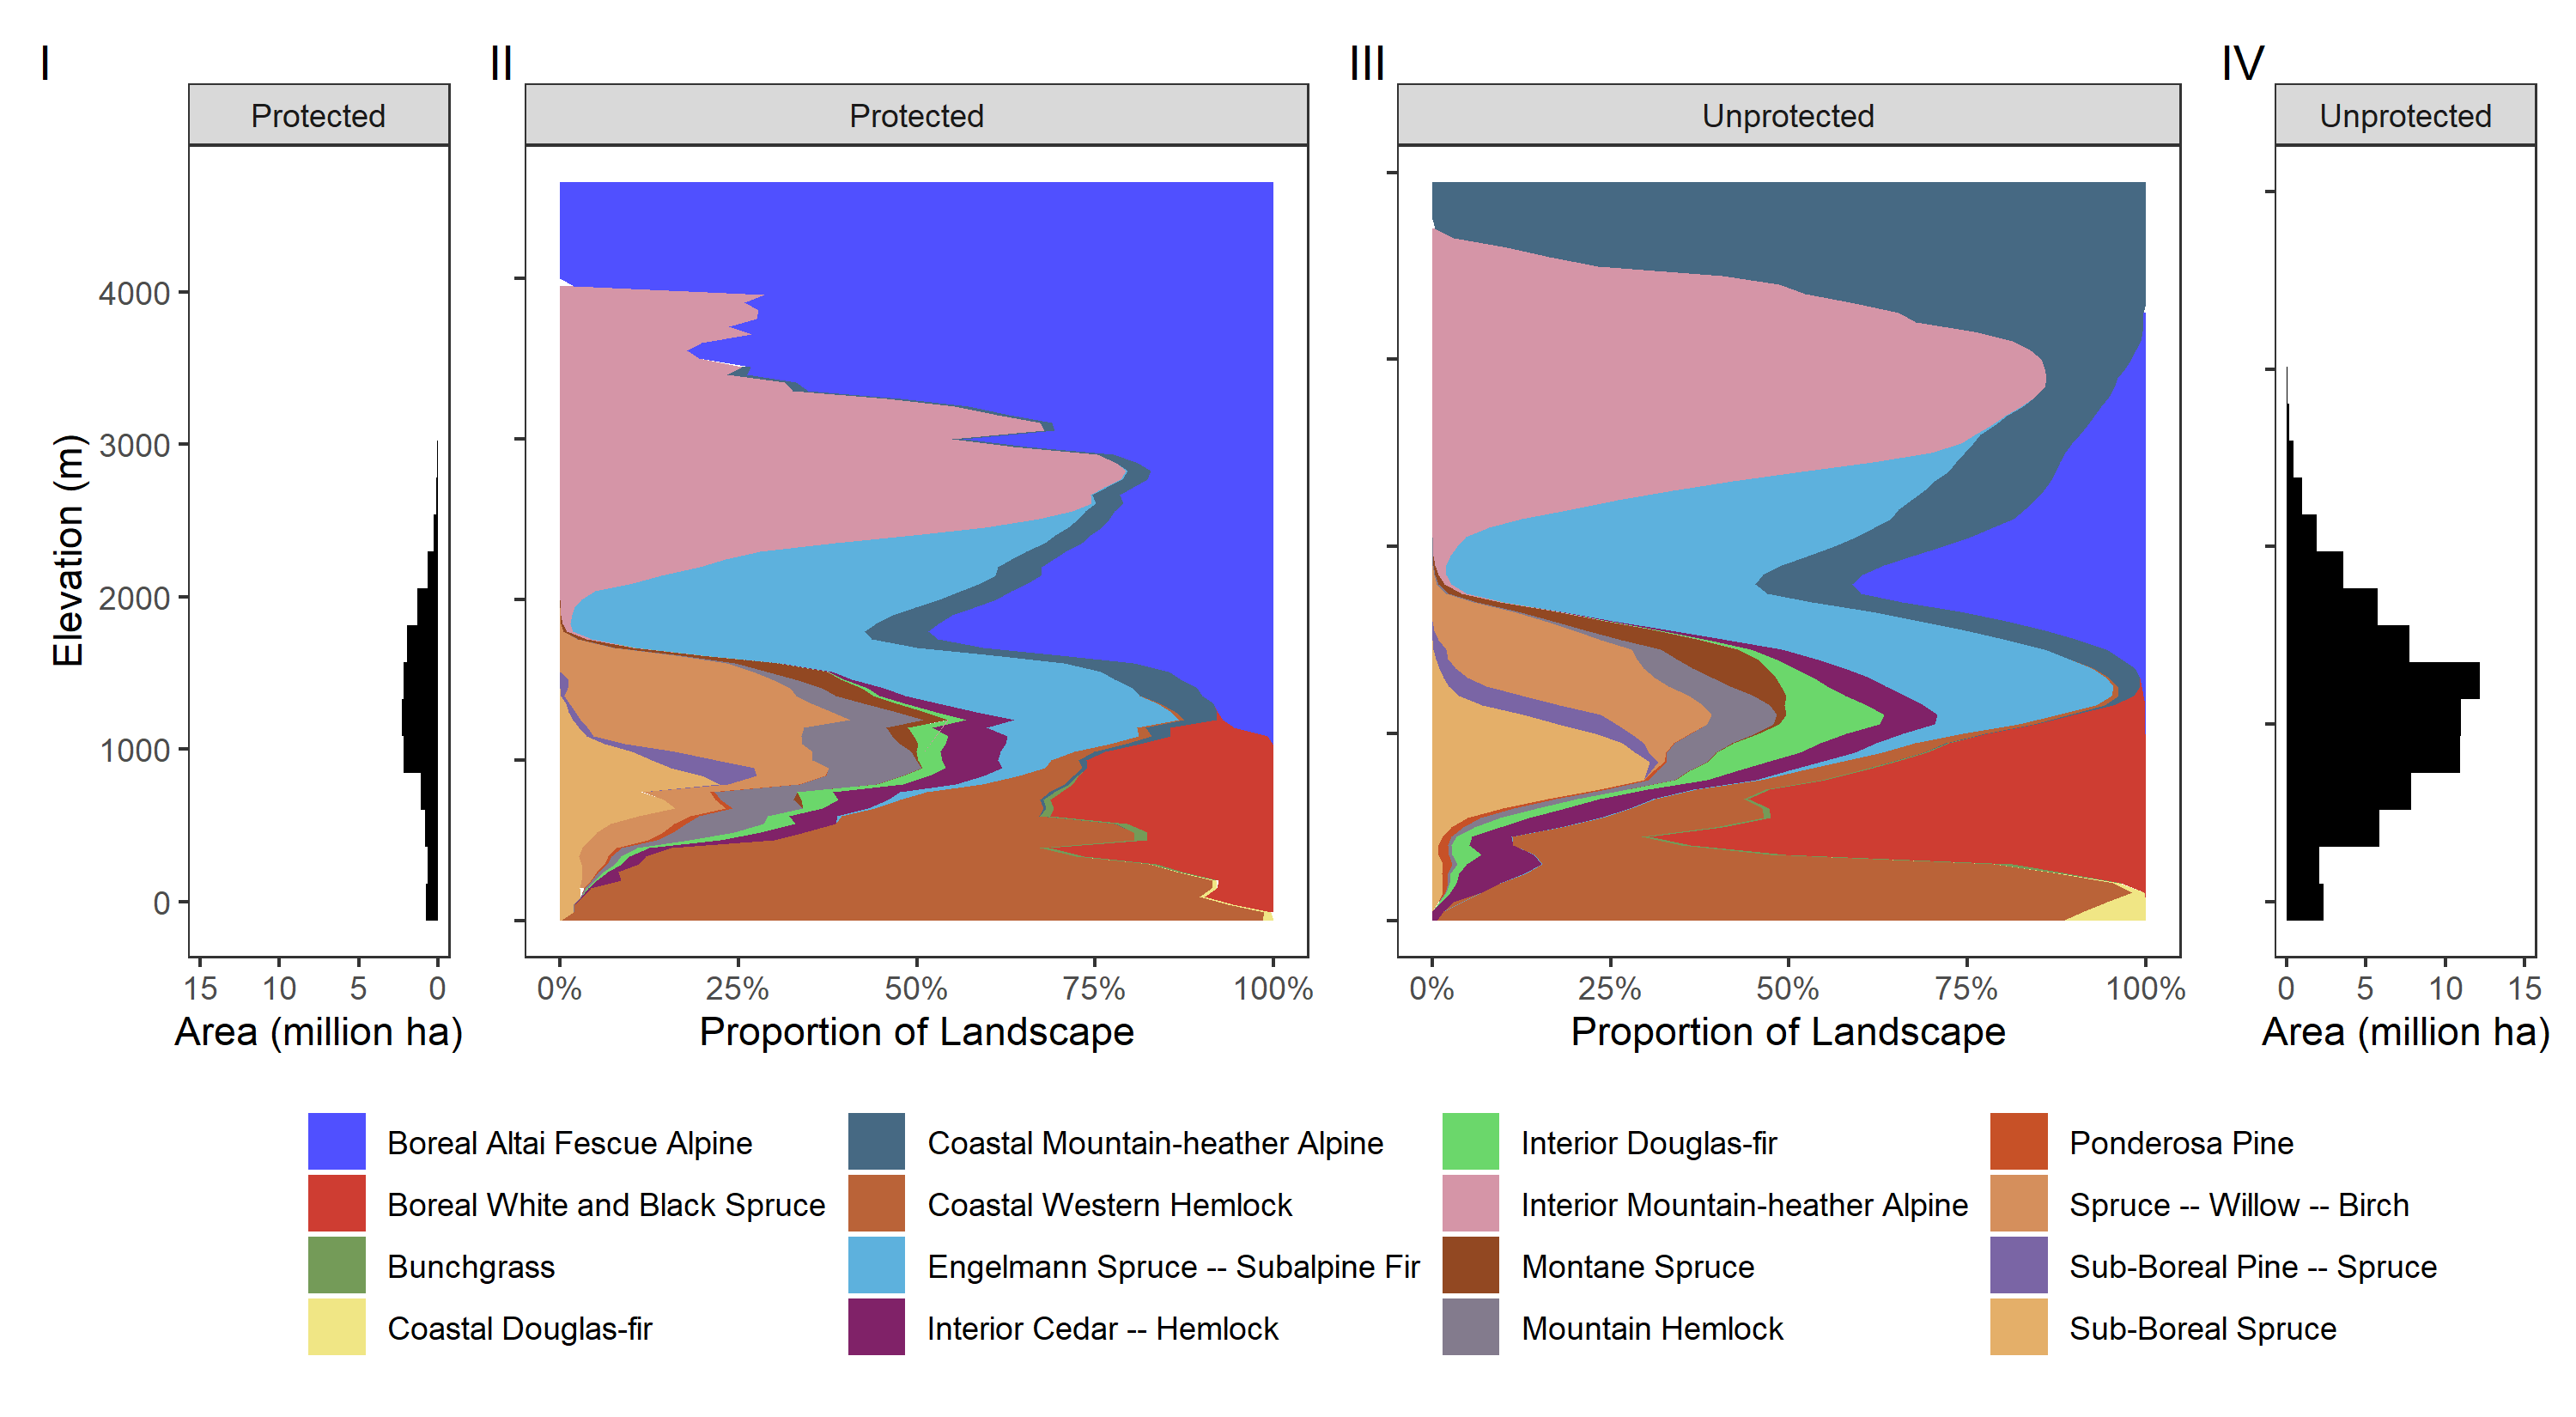 I
II
III
IV
Protected
Protected
Unprotected
Unprotected
Elevation (m)
4000
3000
2000
1000
0
15 10 5 0
0% 25% 50% 75% 100%
0% 25% 50% 75% 100%
0 5 10 15
Area (million ha)
Proportion of Landscape
Proportion of Landscape
Area (million ha)
Boreal Altai Fescue Alpine
Boreal White and Black Spruce
Bunchgrass
Coastal Douglas-fir
Coastal Mountain-heather Alpine
Coastal Western Hemlock
Engelmann Spruce -- Subalpine Fir
Interior Cedar -- Hemlock
Interior Douglas-fir
Interior Mountain-heather Alpine
Montane Spruce
Mountain Hemlock
Ponderosa Pine
Spruce -- Willow -- Birch
Sub-Boreal Pine -- Spruce
Sub-Boreal Spruce